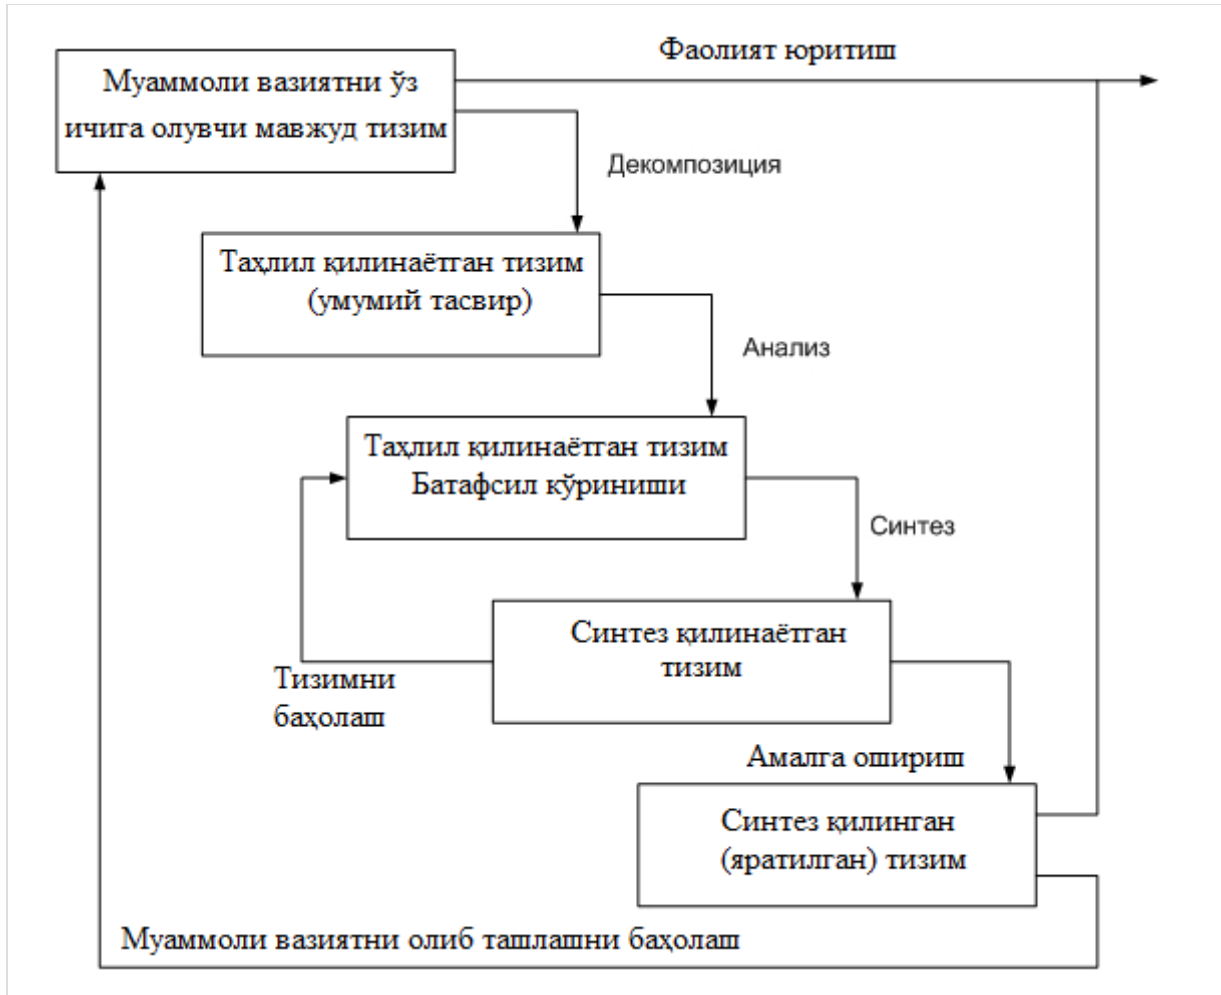 Фаолият юритиш
Муаммоли вазиятни ўз
ичига олувчи мавжуд тизим
Декомпозиция
Таҳлил қилинаётган тизим
(умумий тасвир)
Анализ
Таҳлил қилинаётган тизим
Батафсил кўриниши
Синтез
Синтез қилинаётган
тизим
Тизимни
баҳолаш
Амалга ошириш
Синтез қилинган
(яратилган) тизим
Муаммоли вазиятни олиб ташлашни баҳолаш